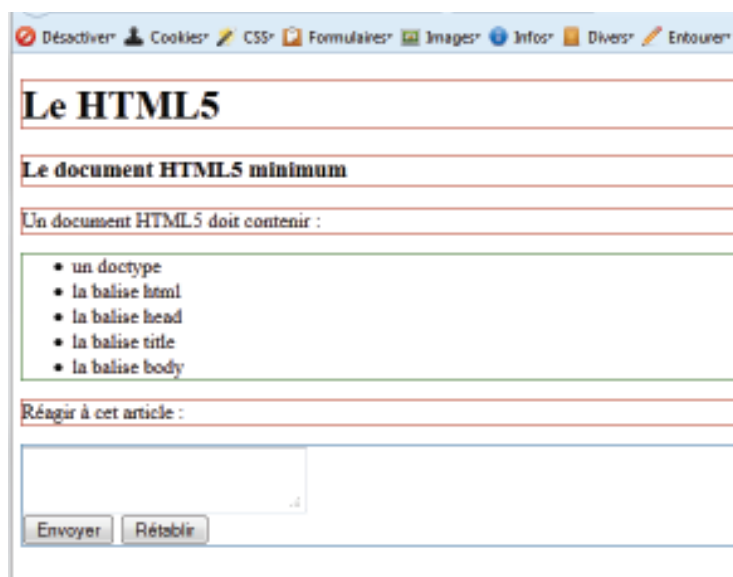 Désactiver Cookies CSS Formulaires Images Infos Divers Entourer
Le HTML5
Le document HTML5 minimum
Un document HTML5 doit contenir :
• un doctype
• la balise html
• la balise head
• la balise title
• la balise body
Réagir à cet article :
Envoyer Rétablir